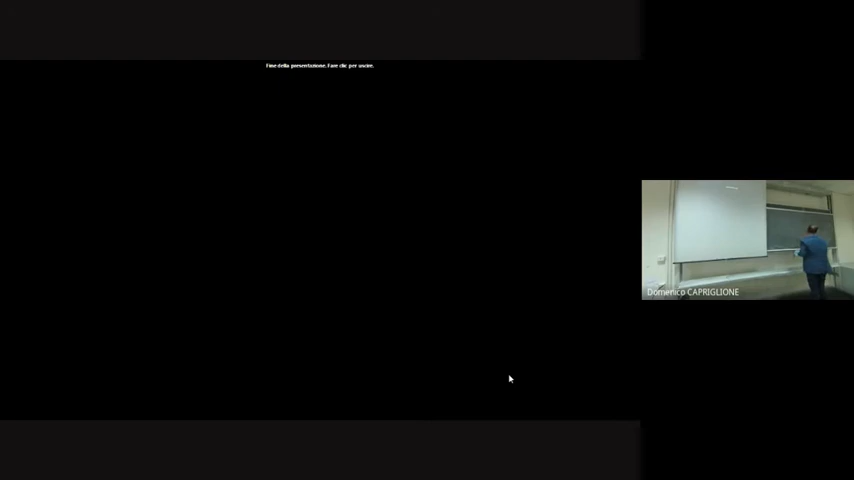 Fine della presentazione. Fare clic per uscire.
Domenico CAPRIGLIONE